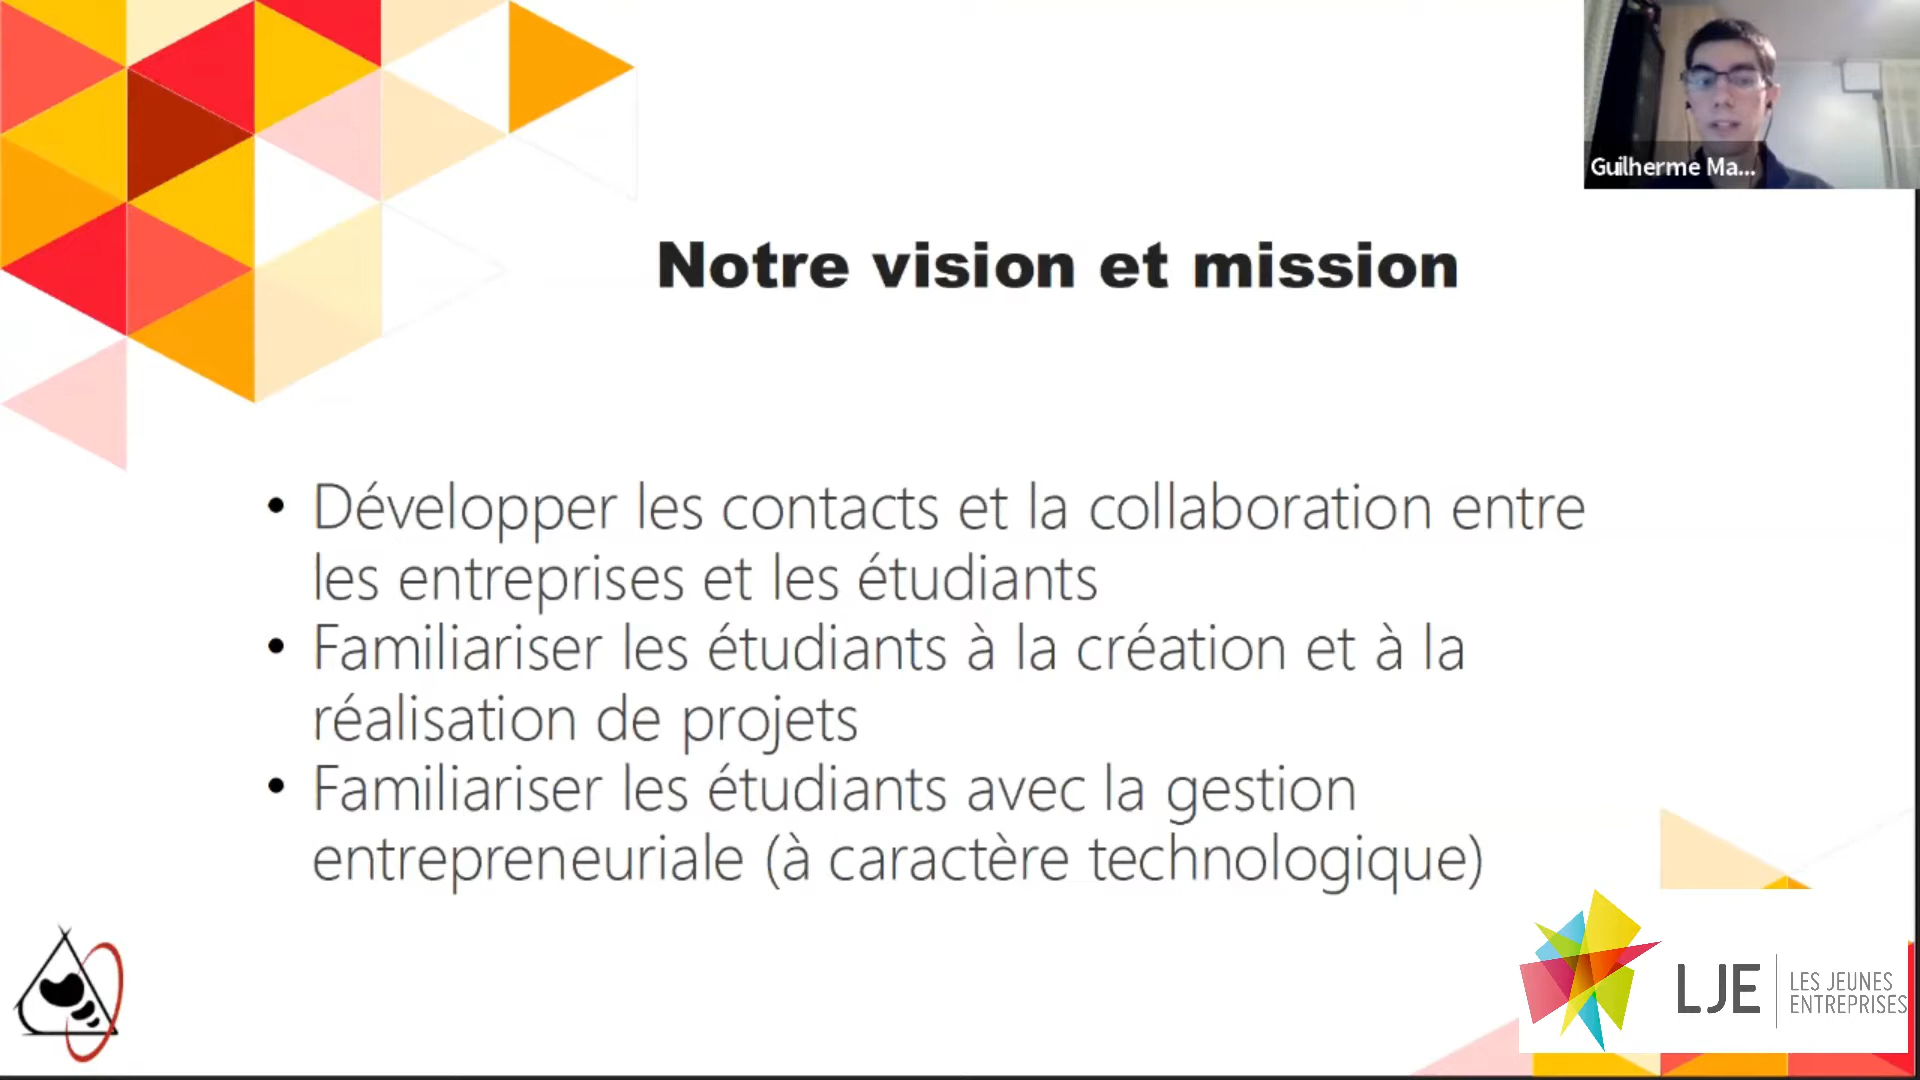 Guilherme Ma...
Notre vision et mission
• Développer les contacts et la collaboration entre
les entreprises et les étudiants
• Familiariser les étudiants à la création et à la
réalisation de projets
• Familiariser les étudiants avec la gestion
entrepreneuriale (à caractère technologique)
LJE
LES JEUNES
ENTREPRISES